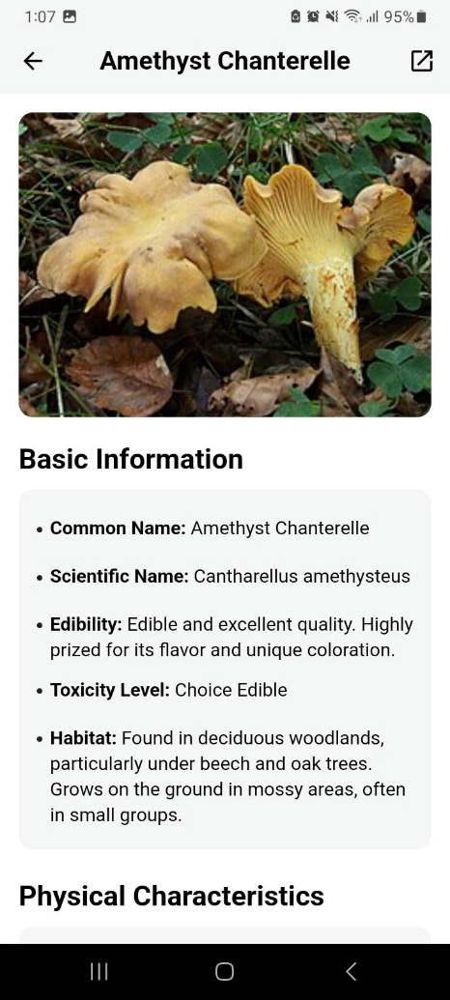 1:07 95%
Amethyst Chanterelle
Basic Information
• Common Name: Amethyst Chanterelle
• Scientific Name: Cantharellus amethysteus
• Edibility: Edible and excellent quality. Highly
prized for its flavor and unique coloration.
• Toxicity Level: Choice Edible
• Habitat: Found in deciduous woodlands,
particularly under beech and oak trees.
Grows on the ground in mossy areas, often
in small groups.
Physical Characteristics